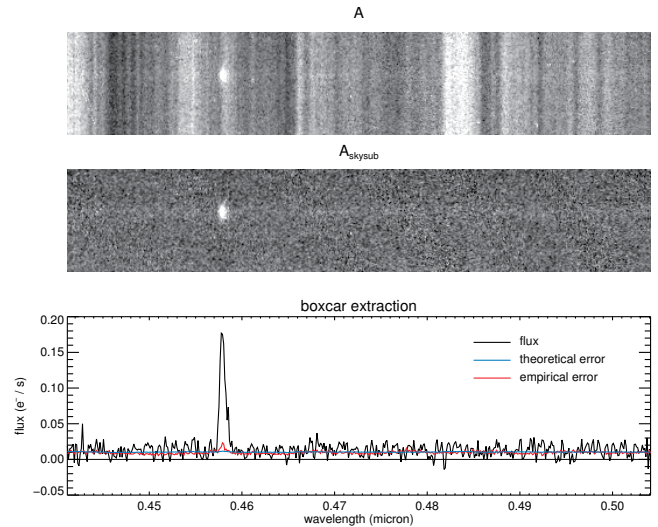 A
A_skysub
boxcar extraction
0.20
0.15
0.10
0.05
0.00
−0.05
flux (e⁻ / s)
flux
theoretical error
empirical error
0.45
0.46
0.47
0.48
0.49
0.50
wavelength (micron)